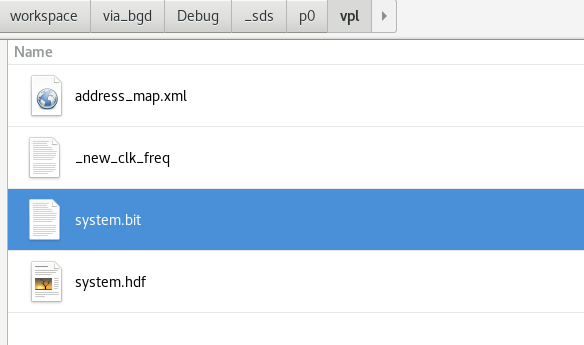 workspace via_bgd Debug _sds p0 vpl
Name
address_map.xml
_new_clk_freq
system.bit
system.hdf